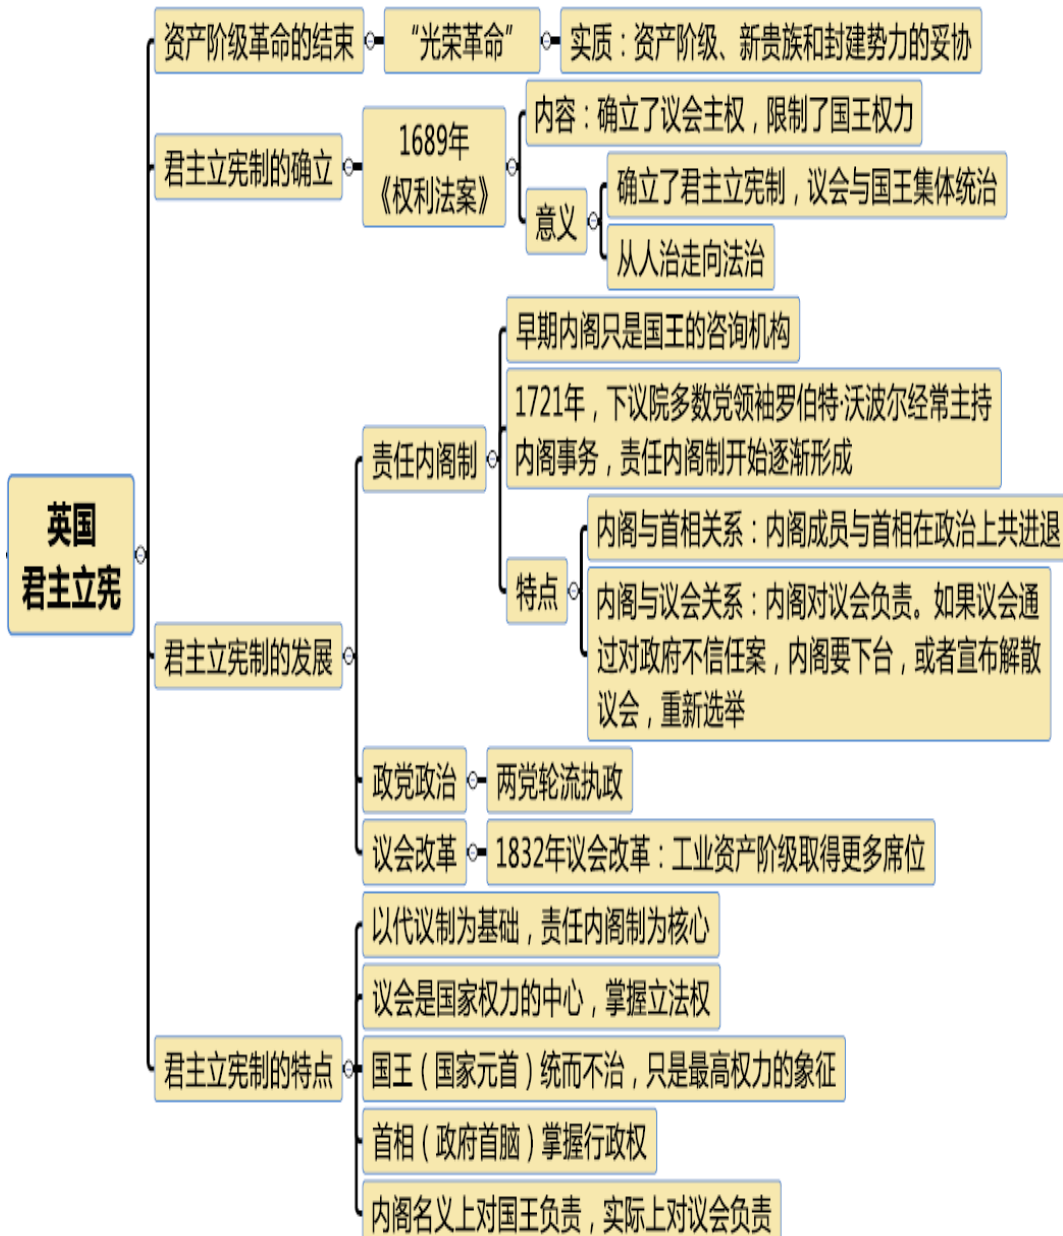 资产阶级革命的结束
“光荣革命”
实质：资产阶级、新贵族和封建势力的妥协
君主立宪制的确立
1689年
《权利法案》
内容：确立了议会主权，限制了国王权力
意义
确立了君主立宪制，议会与国王集体统治
从人治走向法治
英国
君主立宪
君主立宪制的发展
责任内阁制
早期内阁只是国王的咨询机构
1721年，下议院多数党领袖罗伯特·沃波尔经常主持
内阁事务，责任内阁制开始逐渐形成
特点
内阁与首相关系：内阁成员与首相在政治上共进退
内阁与议会关系：内阁对议会负责。如果议会通
过对政府不信任案，内阁要下台，或者宣布解散
议会，重新选举
政党政治
两党轮流执政
议会改革
1832年议会改革：工业资产阶级取得更多席位
君主立宪制的特点
以代议制为基础，责任内阁制为核心
议会是国家权力的中心，掌握立法权
国王（国家元首）统而不治，只是最高权力的象征
首相（政府首脑）掌握行政权
内阁名义上对国王负责，实际上对议会负责